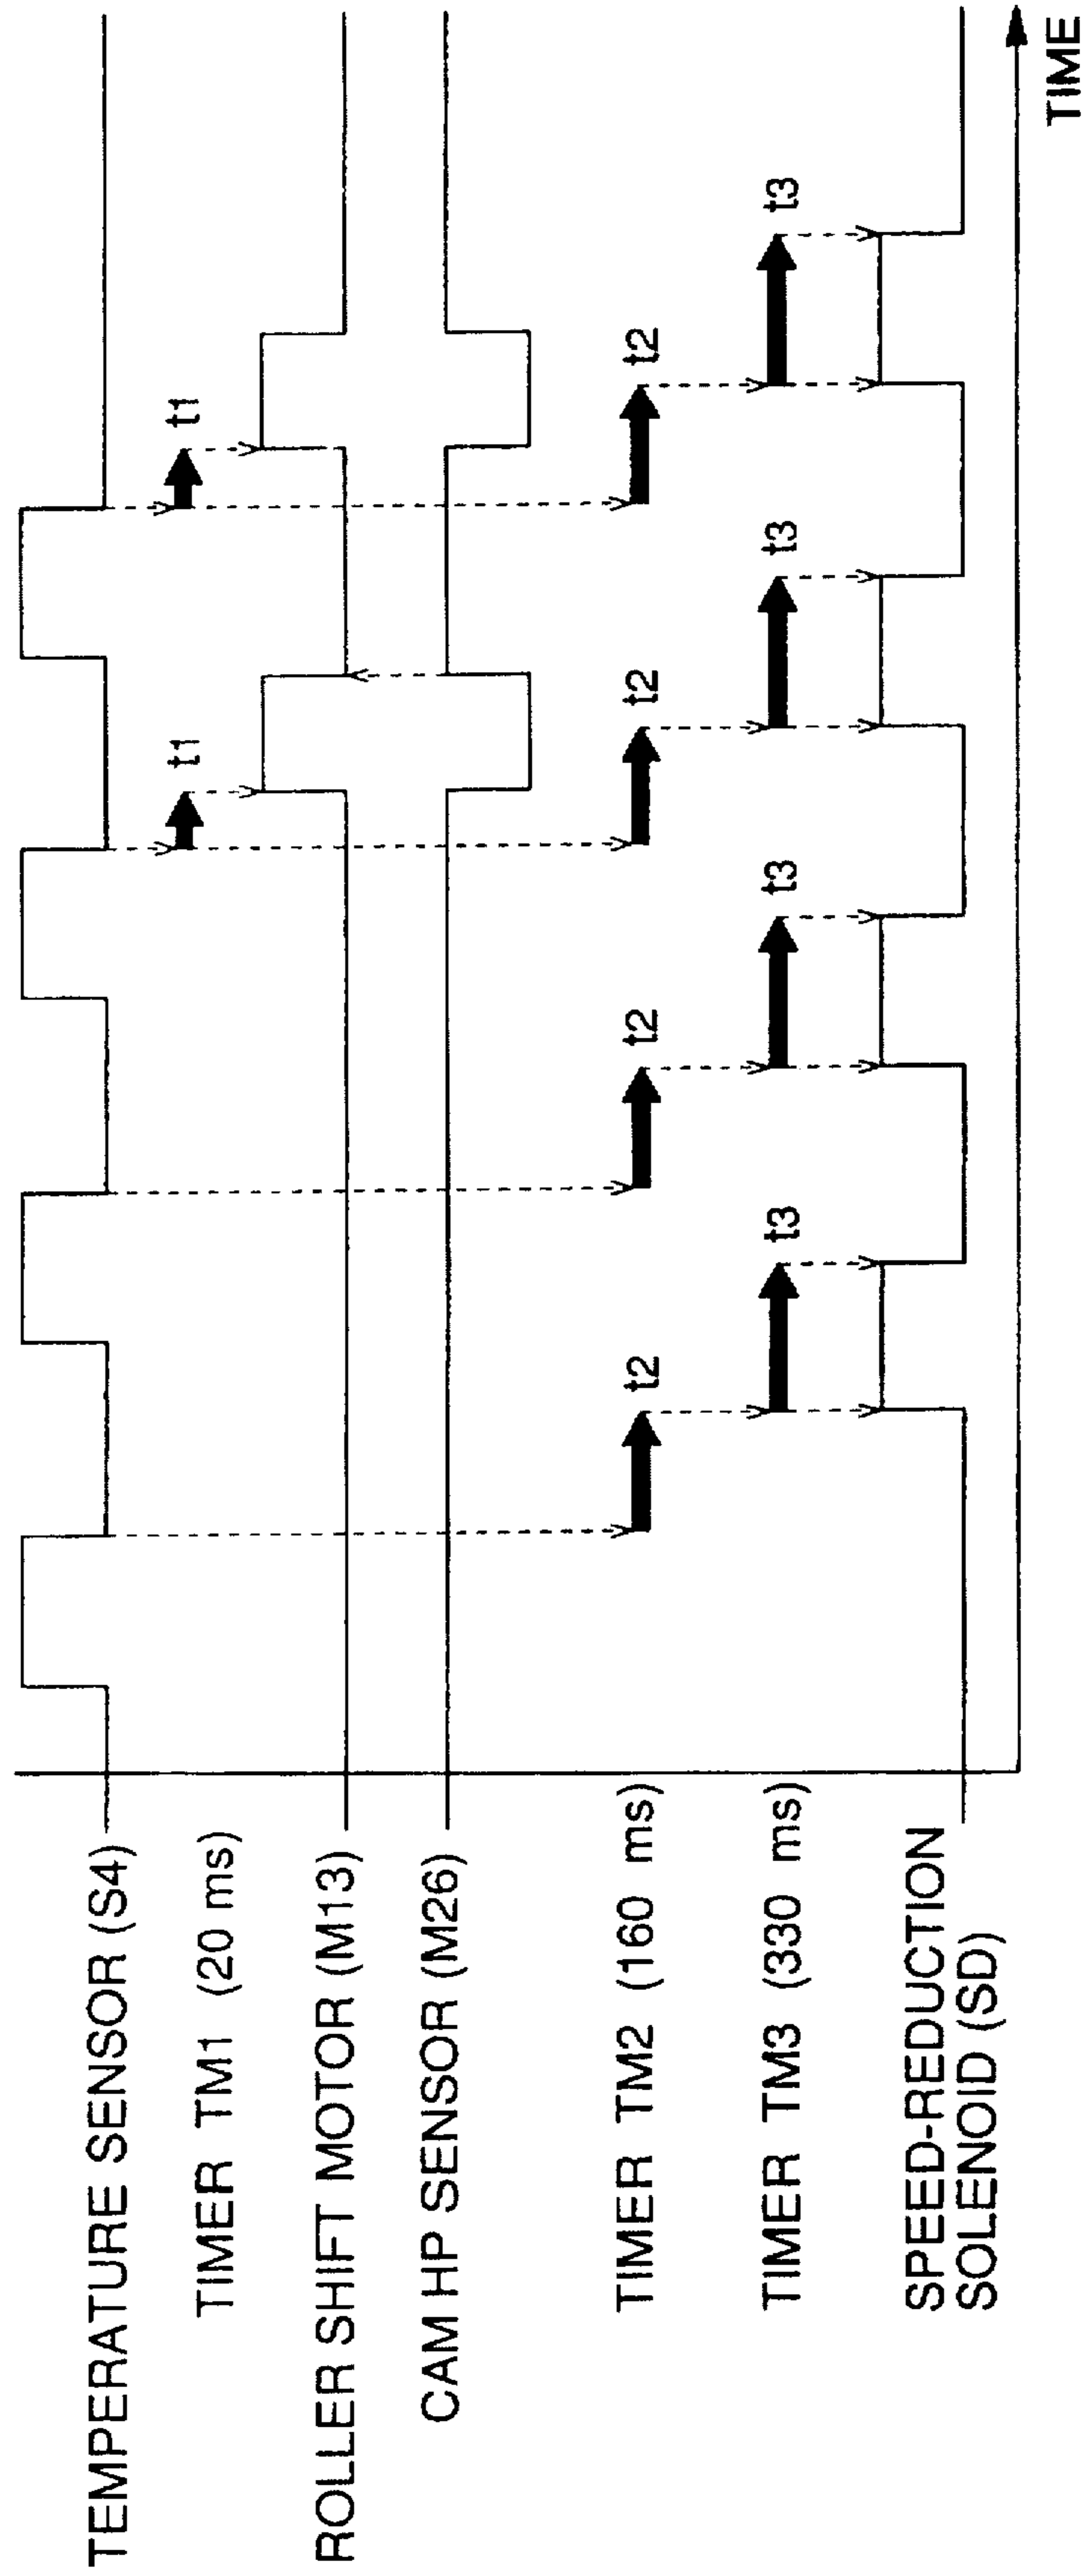 TEMPERATURE SENSOR (S4)
TIMER TM1 (20 ms)
t1
t1
ROLLER SHIFT MOTOR (M13)
CAM HP SENSOR (M26)
TIMER TM2 (160 ms)
t2
t2
t2
t2
TIMER TM3 (330 ms)
t3
t3
t3
t3
SPEED-REDUCTION
SOLENOID (SD)
TIME